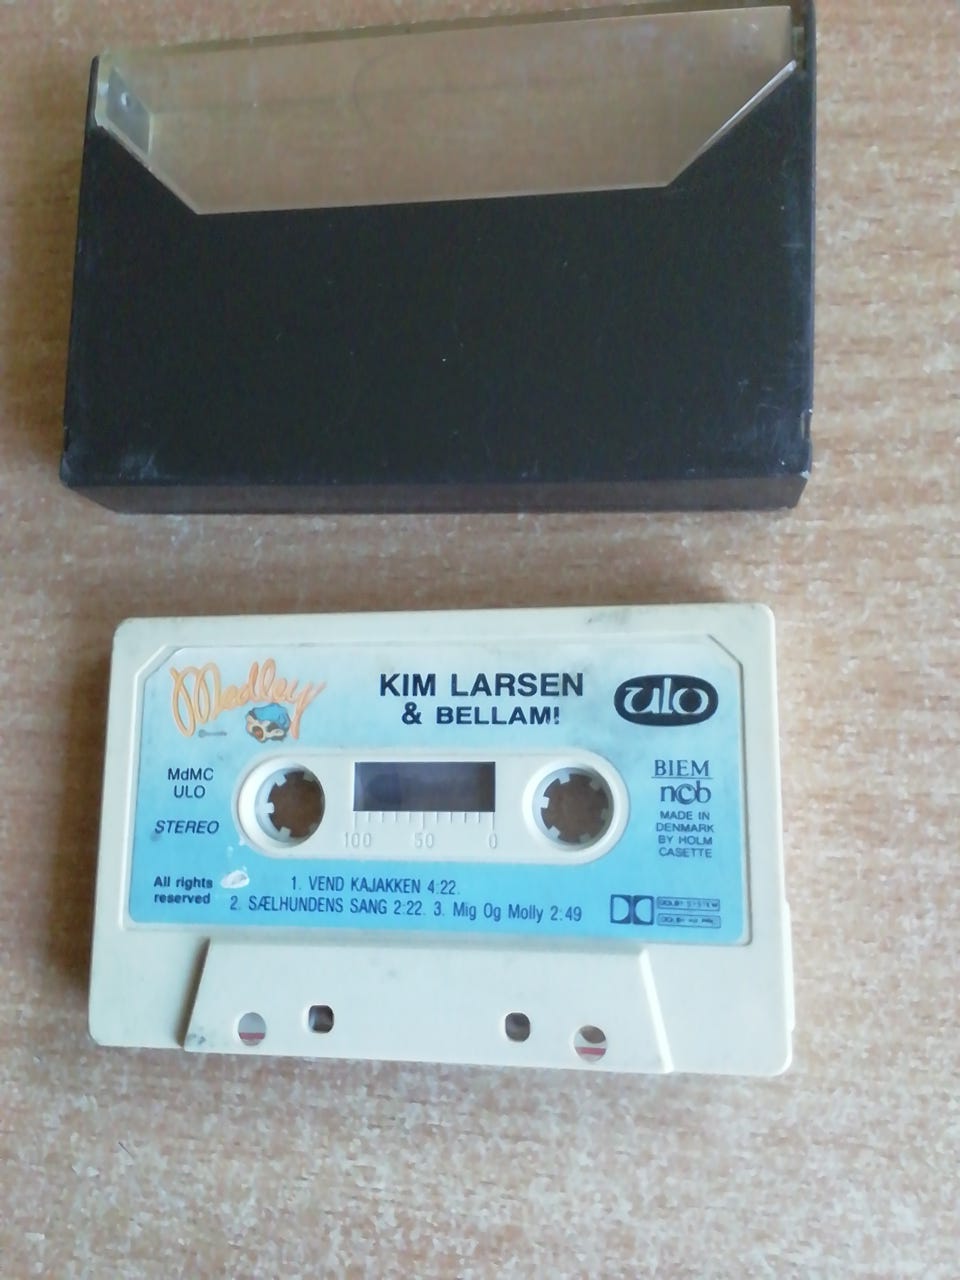 Medley
KIM LARSEN
& BELLAMI
ulo
MdMC
ULO
STEREO
BIEM
ncb
MADE IN
DENMARK
BY HOLM
CASETTE
100 50 0
All rights
reserved
1. VEND KAJAKKEN 4:22.
2. SÆLHUNDENS SANG 2:22. 3. Mig Og Molly 2:49
DOLBY SYSTEM